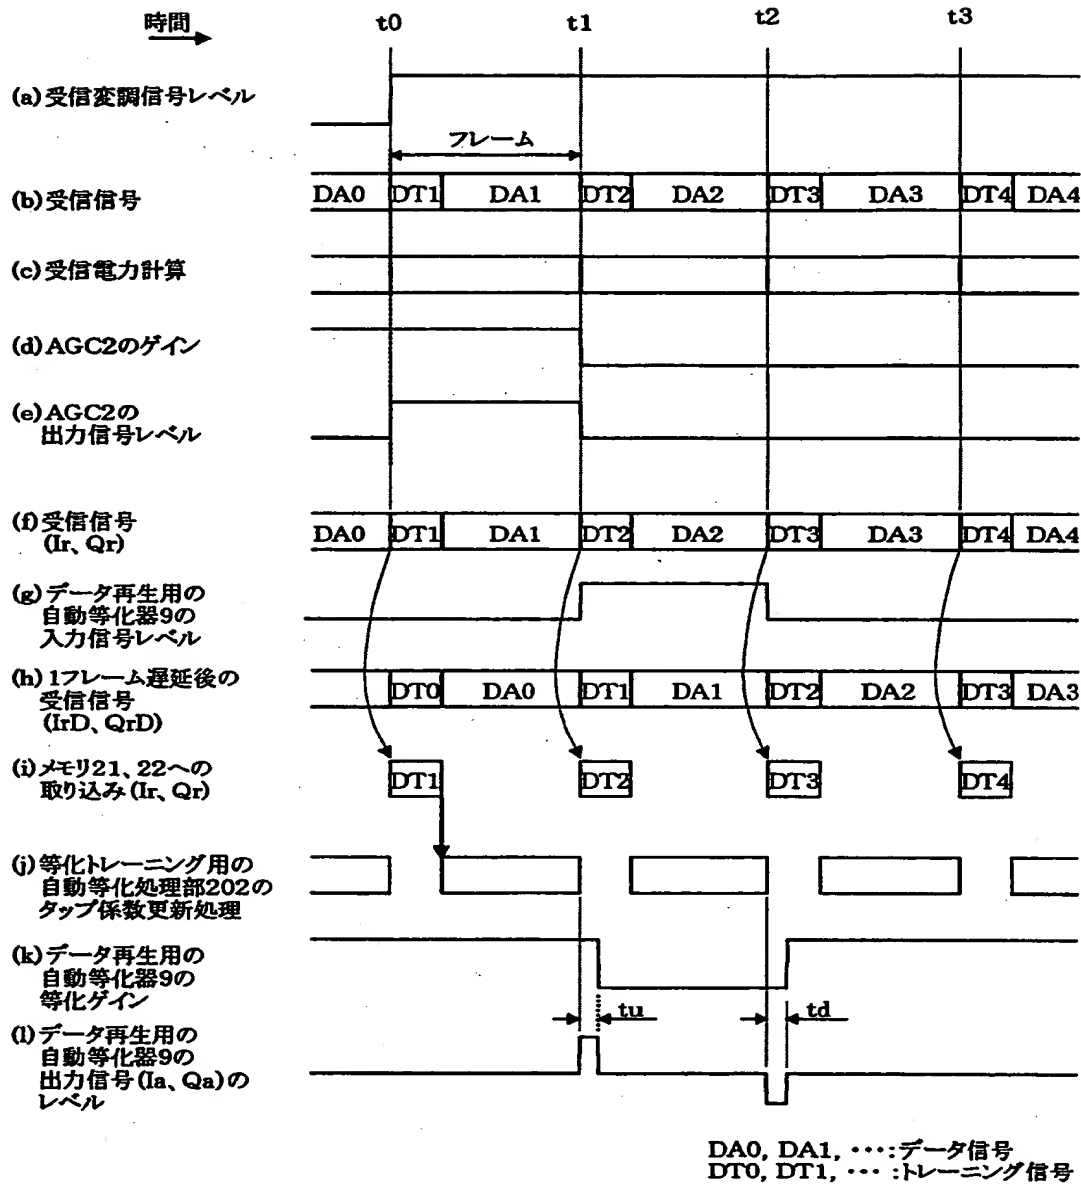 時間
t0 t1 t2 t3
(a)受信変調信号レベル
フレーム
(b)受信信号
DA0 DT1 DA1 DT2 DA2 DT3 DA3 DT4 DA4
(c)受信電力計算
(d)AGC2のゲイン
(e)AGC2の
出力信号レベル
(f)受信信号
(Ir、Qr)
DA0 DT1 DA1 DT2 DA2 DT3 DA3 DT4 DA4
(g)データ再生用の
自動等化器9の
入力信号レベル
(h)1フレーム遅延後の
受信信号
(IrD、QrD)
DT0 DA0 DT1 DA1 DT2 DA2 DT3 DA3
(i)メモリ21、22への
取り込み(Ir、Qr)
DT1 DT2 DT3 DT4
(j)等化トレーニング用の
自動等化処理部202の
タップ係数更新処理
(k)データ再生用の
自動等化器9の
等化ゲイン
tu td
(l)データ再生用の
自動等化器9の
出力信号(Ia、Qa)の
レベル
DA0, DA1, ･･･:データ信号
DT0, DT1, ･･･ :トレーニング信号